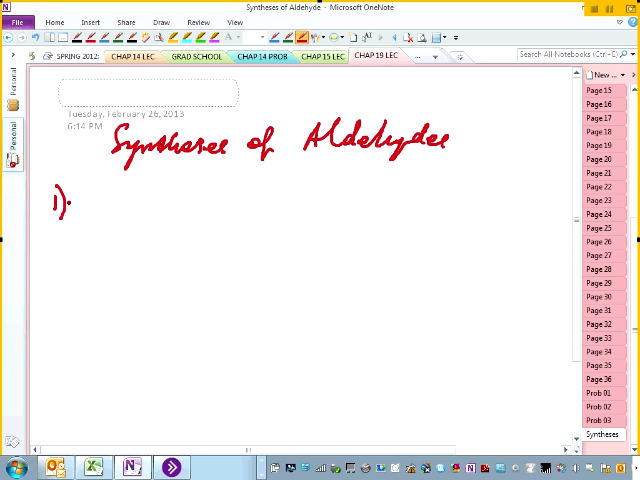 Syntheses of Aldehyde - Microsoft OneNote
File Home Insert Share Draw Review View
SPRING 2012: CHAP 14 LEC GRAD SCHOOL CHAP 14 PROB CHAP 15 LEC CHAP 19 LEC ... Search All Notebooks (Ctrl+E)
New ...
Personal
Personal
Tuesday, February 26, 2013
6:14 PM
Syntheses of Aldehydes
1)
Page 15
Page 16
Page 17
Page 18
Page 19
Page 20
Page 21
Page 22
Page 23
Page 24
Page 25
Page 26
Page 27
Page 28
Page 29
Page 30
Page 31
Page 32
Page 33
Page 34
Page 35
Page 36
Prob 01
Prob 02
Prob 03
Syntheses